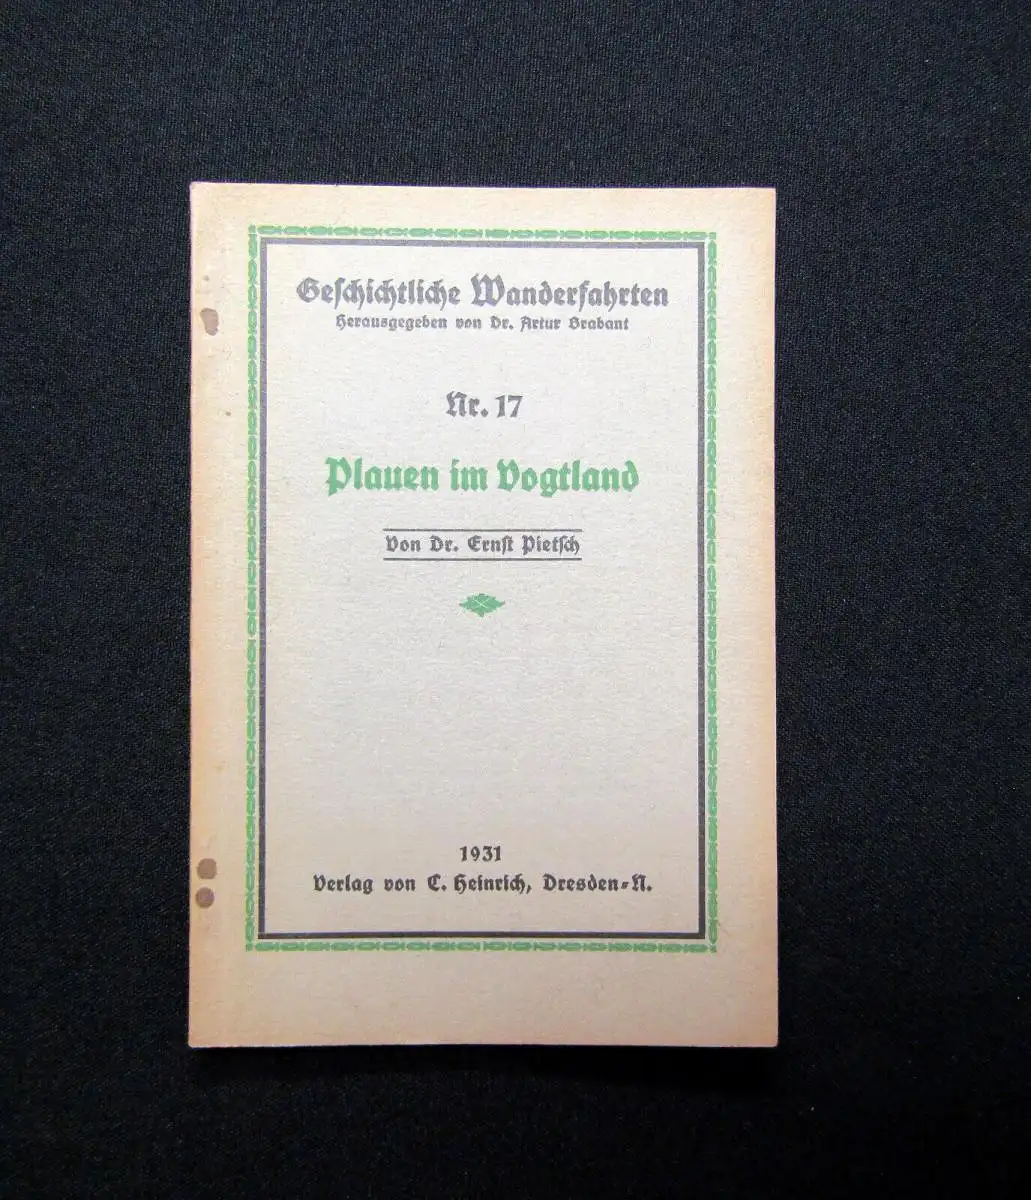 Geschichtliche Wanderfahrten
Herausgegeben von Dr. Artur Brabant
Nr. 17
Plauen im Vogtland
Von Dr. Ernst Pietsch
1931
Verlag von C. Heinrich, Dresden-N.